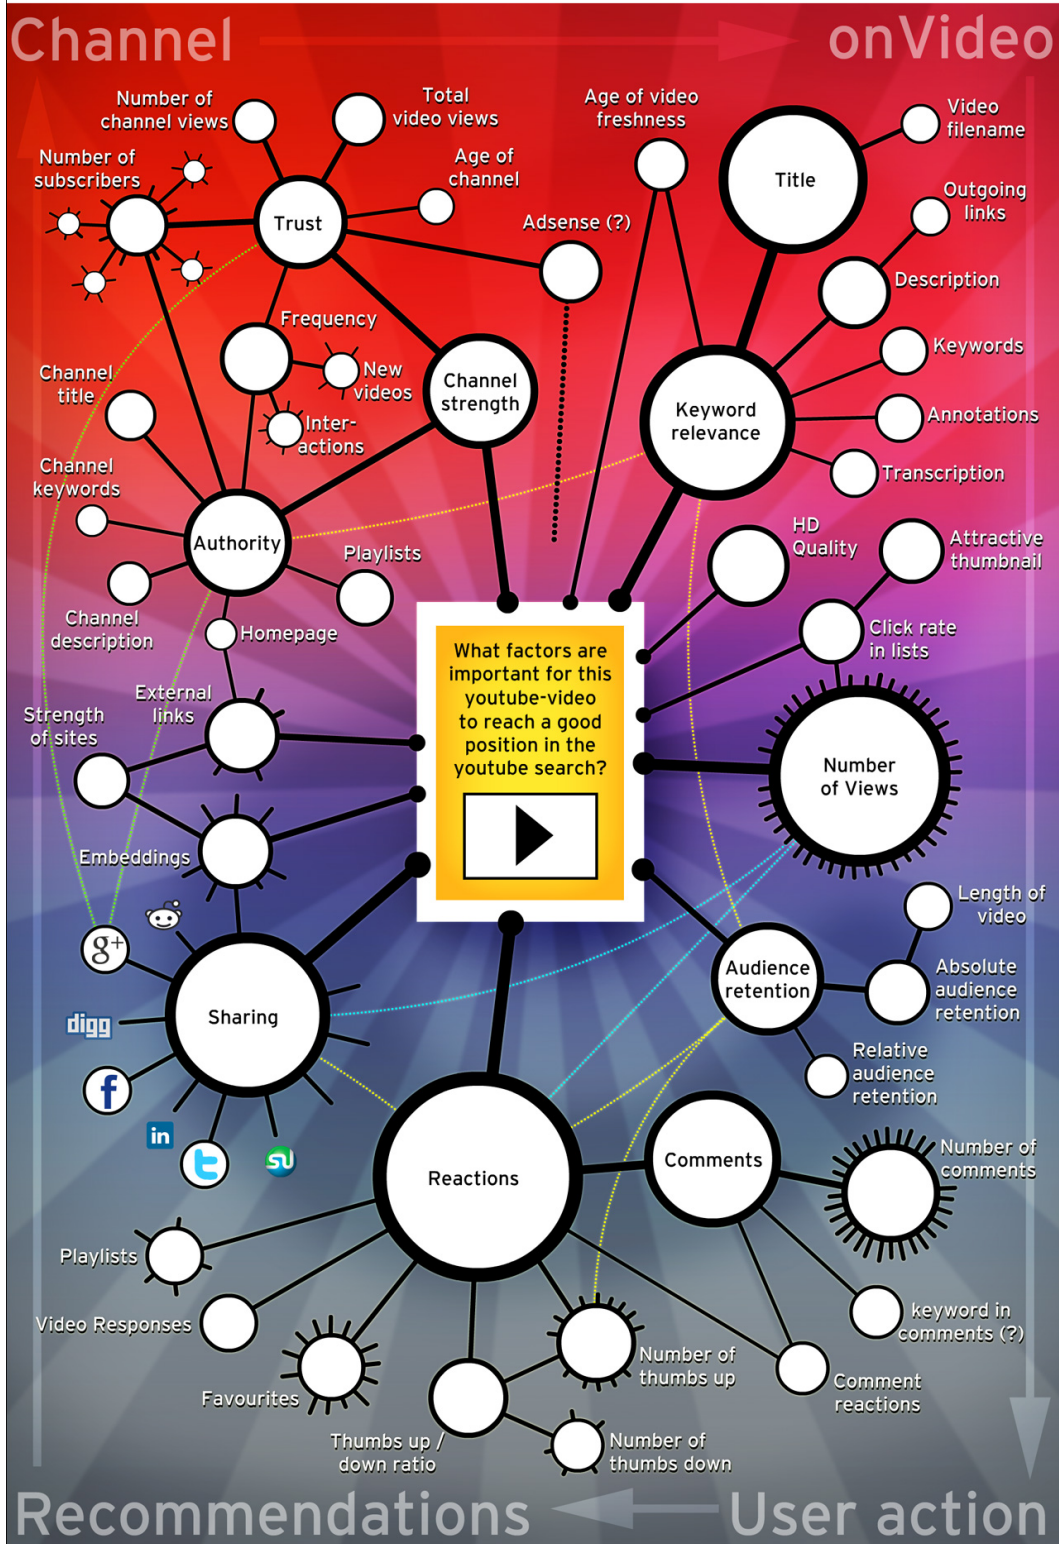 Channel
onVideo
Number of
channel views
Total
video views
Age of video
freshness
Video
filename
Number of
subscribers
Age of
channel
Title
Outgoing
links
Trust
Adsense (?)
Description
Frequency
Keywords
New
videos
Channel
title
Channel
strength
Keyword
relevance
Annotations
Inter-
actions
Channel
keywords
Transcription
HD
Quality
Attractive
thumbnail
Authority
Playlists
Channel
description
Homepage
Click rate
in lists
What factors are
important for this
youtube-video
to reach a good
position in the
youtube search?
External
links
Strength
of sites
Number
of Views
Embeddings
Length of
video
g+
Audience
retention
Absolute
audience
retention
Sharing
digg
Relative
audience
retention
f
in
t
su
Reactions
Comments
Number of
comments
Playlists
Video Responses
keyword in
comments (?)
Number of
thumbs up
Comment
reactions
Favourites
Thumbs up /
down ratio
Number of
thumbs down
Recommendations
User action